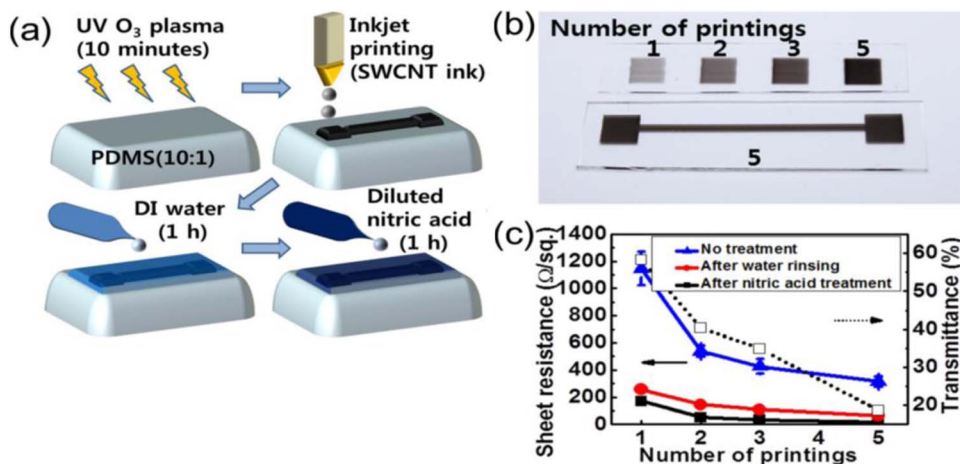 (a)
UV O₃ plasma
(10 minutes)
Inkjet
printing
(SWCNT ink)
PDMS(10:1)
DI water
(1 h)
Diluted
nitric acid
(1 h)
(b)
Number of printings
1 2 3 5
5
(c)
Sheet resistance (Ω/sq.)
1400
1200
1000
800
600
400
200
0
No treatment
After water rinsing
After nitric acid treatment
60
50
40
30
20
Transmittance (%)
1 2 3 4 5
Number of printings